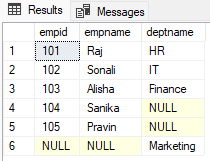 Results Messages
empid empname deptname
1 101 Raj HR
2 102 Sonali IT
3 103 Alisha Finance
4 104 Sanika NULL
5 105 Pravin NULL
6 NULL NULL Marketing